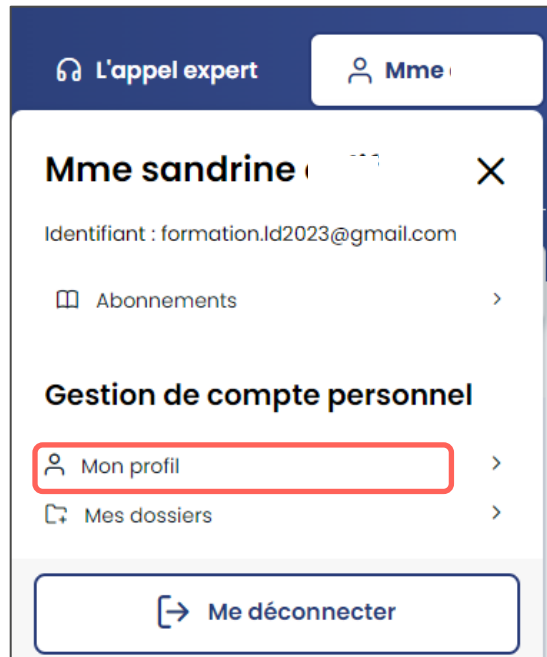 L'appel expert
Mme
Mme sandrine
Identifiant : formation.ld2023@gmail.com
Abonnements
Gestion de compte personnel
Mon profil
Mes dossiers
Me déconnecter